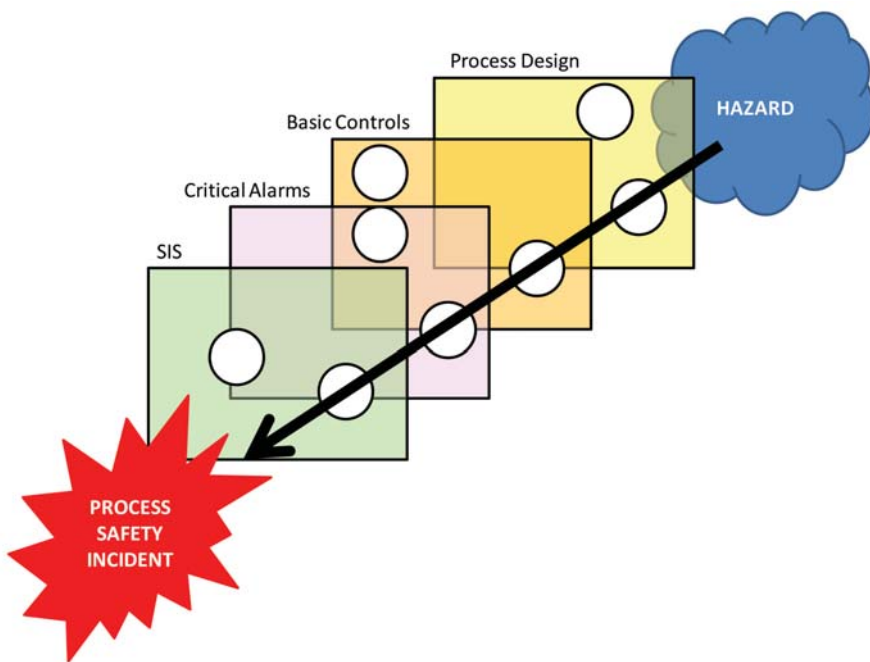 Process Design
HAZARD
Basic Controls
Critical Alarms
SIS
PROCESS
SAFETY
INCIDENT